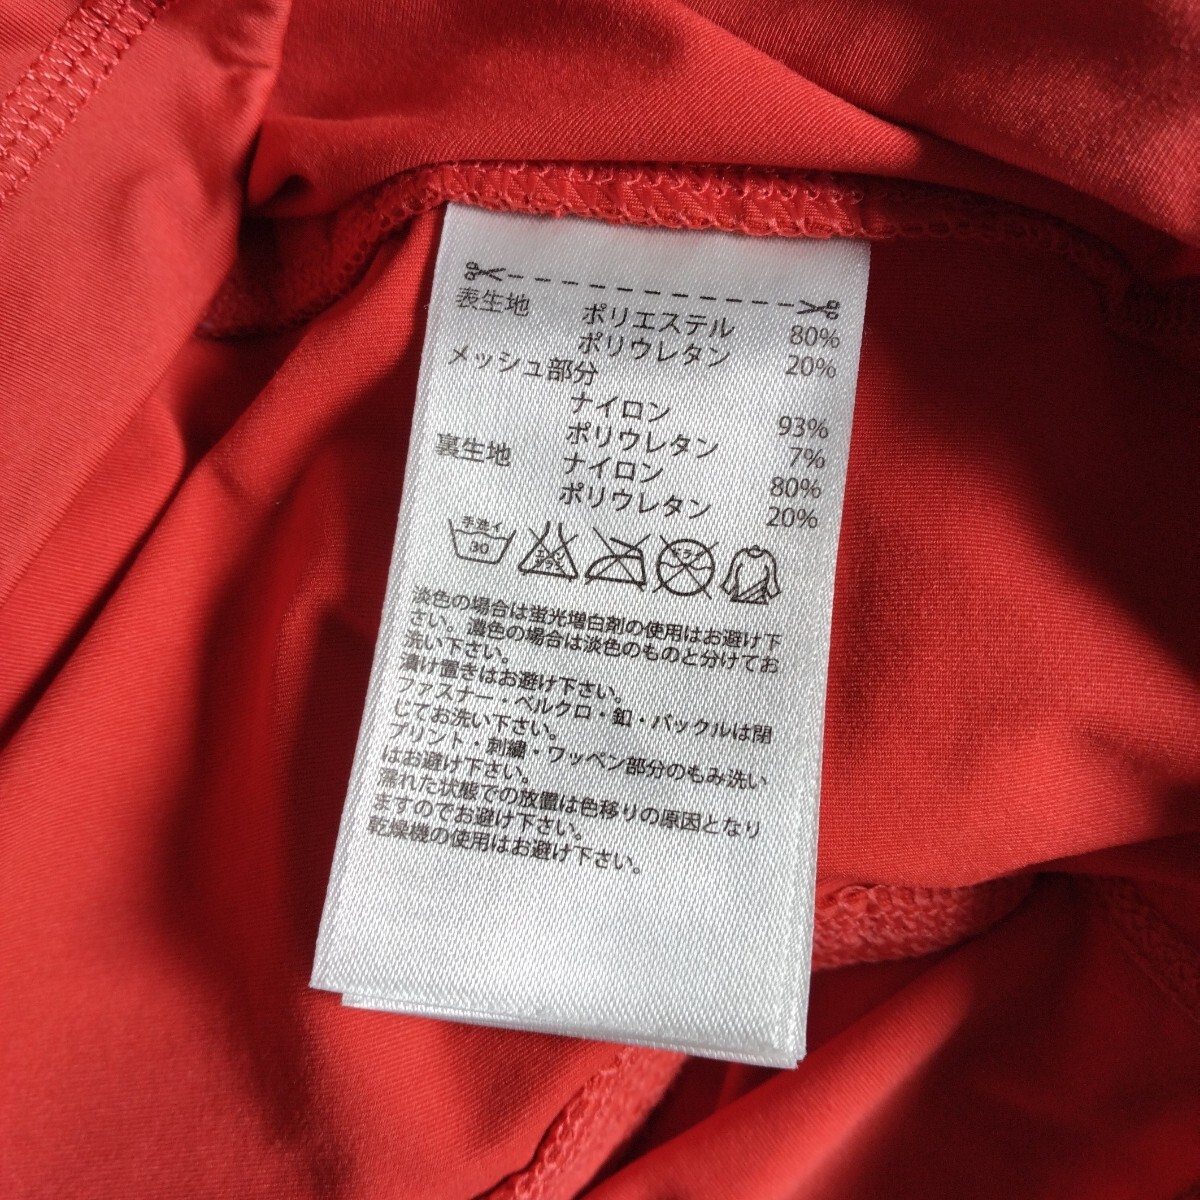 表生地 ポリエステル 80%
ポリウレタン 20%
メッシュ部分
ナイロン 93%
ポリウレタン 7%
裏生地 ナイロン 80%
ポリウレタン 20%
手洗イ
30
エンソ
サラシ
ドライ
淡色の場合は蛍光増白剤の使用はお避け下
さい。濃色の場合は淡色のものと分けてお
洗い下さい。
漬け置きはお避け下さい。
ファスナー・ベルクロ・釦・バックルは閉
じてお洗い下さい。
プリント・刺繍・ワッペン部分のもみ洗い
はお避け下さい。
濡れた状態での放置は色移りの原因となり
ますのでお避け下さい。
乾燥機の使用はお避け下さい。